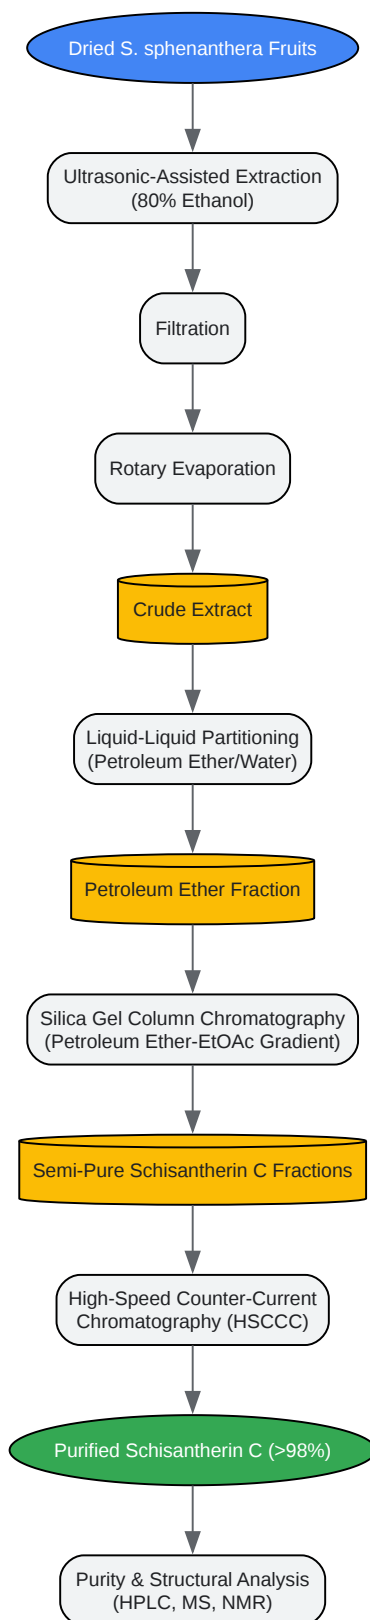 Dried S. sphenanthera Fruits
Ultrasonic-Assisted Extraction
(80% Ethanol)
Filtration
Rotary Evaporation
Crude Extract
Liquid-Liquid Partitioning
(Petroleum Ether/Water)
Petroleum Ether Fraction
Silica Gel Column Chromatography
(Petroleum Ether-EtOAc Gradient)
Semi-Pure Schisantherin C Fractions
High-Speed Counter-Current
Chromatography (HSCCC)
Purified Schisantherin C (>98%)
Purity & Structural Analysis
(HPLC, MS, NMR)